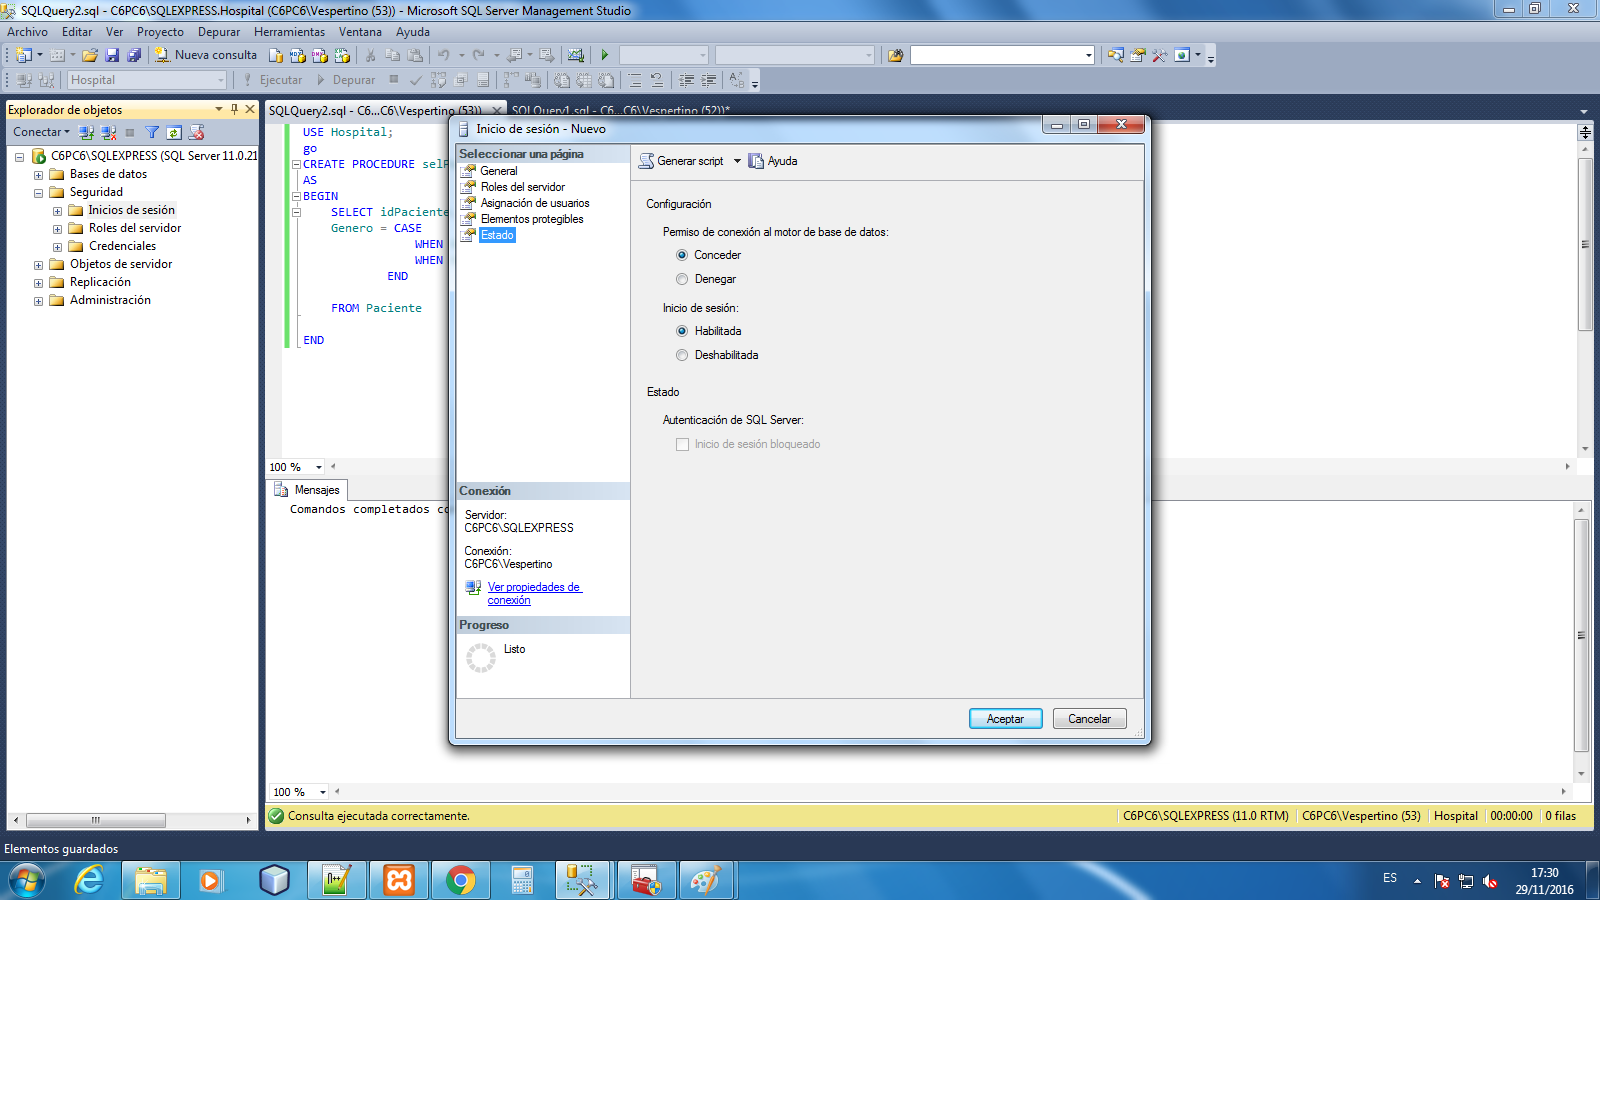 SQLQuery2.sql - C6PC6\SQLEXPRESS.Hospital (C6PC6\Vespertino (53)) - Microsoft SQL Server Management Studio
Archivo Editar Ver Proyecto Depurar Herramientas Ventana Ayuda
Nueva consulta
Hospital Ejecutar Depurar
Explorador de objetos
Conectar
C6PC6\SQLEXPRESS (SQL Server 11.0.21
Bases de datos
Seguridad
Inicios de sesión
Roles del servidor
Credenciales
Objetos de servidor
Replicación
Administración
SQLQuery2.sql - C6...C6\Vespertino (53))
SQLQuery1.sql - C6...C6\Vespertino (52))*
USE Hospital;
go
CREATE PROCEDURE selP
AS
BEGIN
SELECT idPaciente
Genero = CASE
WHEN
WHEN
END
FROM Paciente
END
100 %
Mensajes
Comandos completados co
100 %
Inicio de sesión - Nuevo
Seleccionar una página
General
Roles del servidor
Asignación de usuarios
Elementos protegibles
Estado
Conexión
Servidor:
C6PC6\SQLEXPRESS
Conexión:
C6PC6\Vespertino
Ver propiedades de
conexión
Progreso
Listo
Generar script Ayuda
Configuración
Permiso de conexión al motor de base de datos:
Conceder
Denegar
Inicio de sesión:
Habilitada
Deshabilitada
Estado
Autenticación de SQL Server:
Inicio de sesión bloqueado
Aceptar Cancelar
Consulta ejecutada correctamente.
C6PC6\SQLEXPRESS (11.0 RTM) C6PC6\Vespertino (53) Hospital 00:00:00 0 filas
Elementos guardados
ES
17:30
29/11/2016